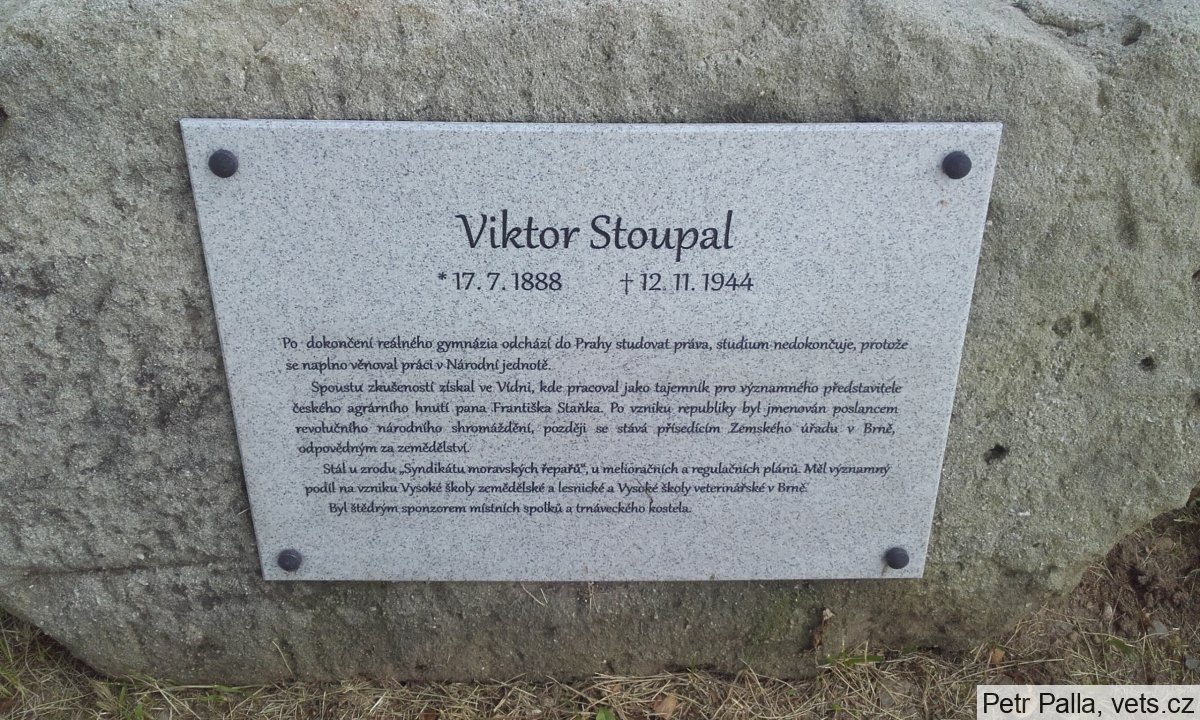 Viktor Stoupal
* 17. 7. 1888 † 12. 11. 1944
Po dokončení reálného gymnázia odchází do Prahy studovat práva, studium nedokončuje, protože
se naplno věnoval práci v Národní jednotě.
Spoustu zkušeností získal ve Vídni, kde pracoval jako tajemník pro významného představitele
českého agrárního hnutí pana Františka Staňka. Po vzniku republiky byl jmenován poslancem
revolučního národního shromáždění, později se stává přísedícím Zemského úřadu v Brně,
odpovědným za zemědělství.
Stál u zrodu „Syndikátu moravských řepařů“, u melioračních a regulačních plánů. Měl významný
podíl na vzniku Vysoké školy zemědělské a lesnické a Vysoké školy veterinářské v Brně.
Byl štědrým sponzorem místních spolků a trnáveckého kostela.
Petr Palla, vets.cz